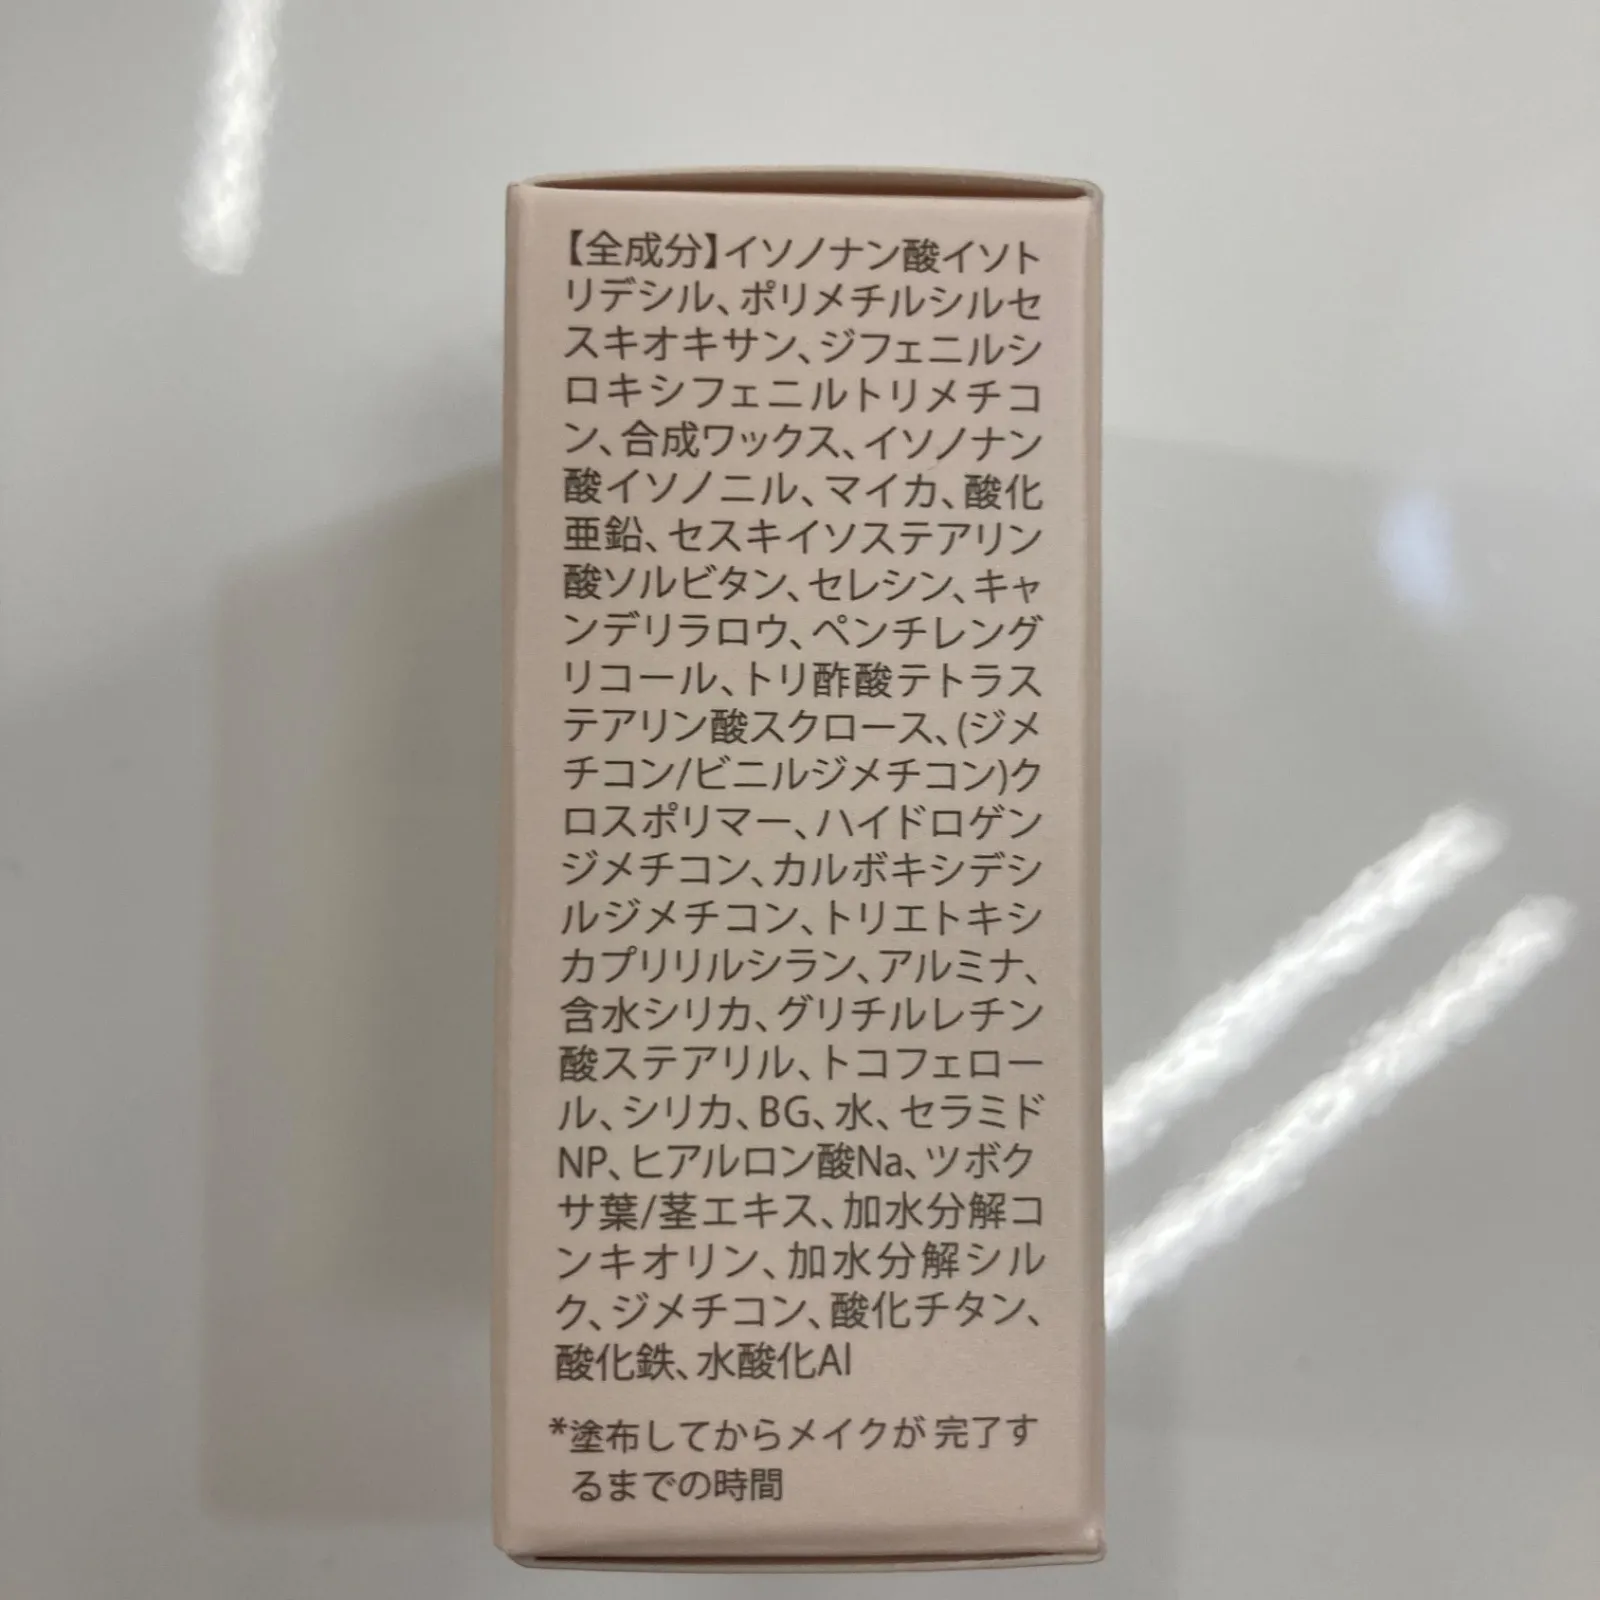 【全成分】イソノナン酸イソト
リデシル、ポリメチルシルセ
スキオキサン、ジフェニルシ
ロキシフェニルトリメチコ
ン、合成ワックス、イソノナン
酸イソノニル、マイカ、酸化
亜鉛、セスキイソステアリン
酸ソルビタン、セレシン、キャ
ンデリラロウ、ペンチレング
リコール、トリ酢酸テトラス
テアリン酸スクロース、(ジメ
チコン/ビニルジメチコン)ク
ロスポリマー、ハイドロゲン
ジメチコン、カルボキシデシ
ルジメチコン、トリエトキシ
カプリリルシラン、アルミナ、
含水シリカ、グリチルレチン
酸ステアリル、トコフェロー
ル、シリカ、BG、水、セラミド
NP、ヒアルロン酸Na、ツボク
サ葉/茎エキス、加水分解コ
ンキオリン、加水分解シル
ク、ジメチコン、酸化チタン、
酸化鉄、水酸化Al
*塗布してからメイクが 完了す
るまでの時間